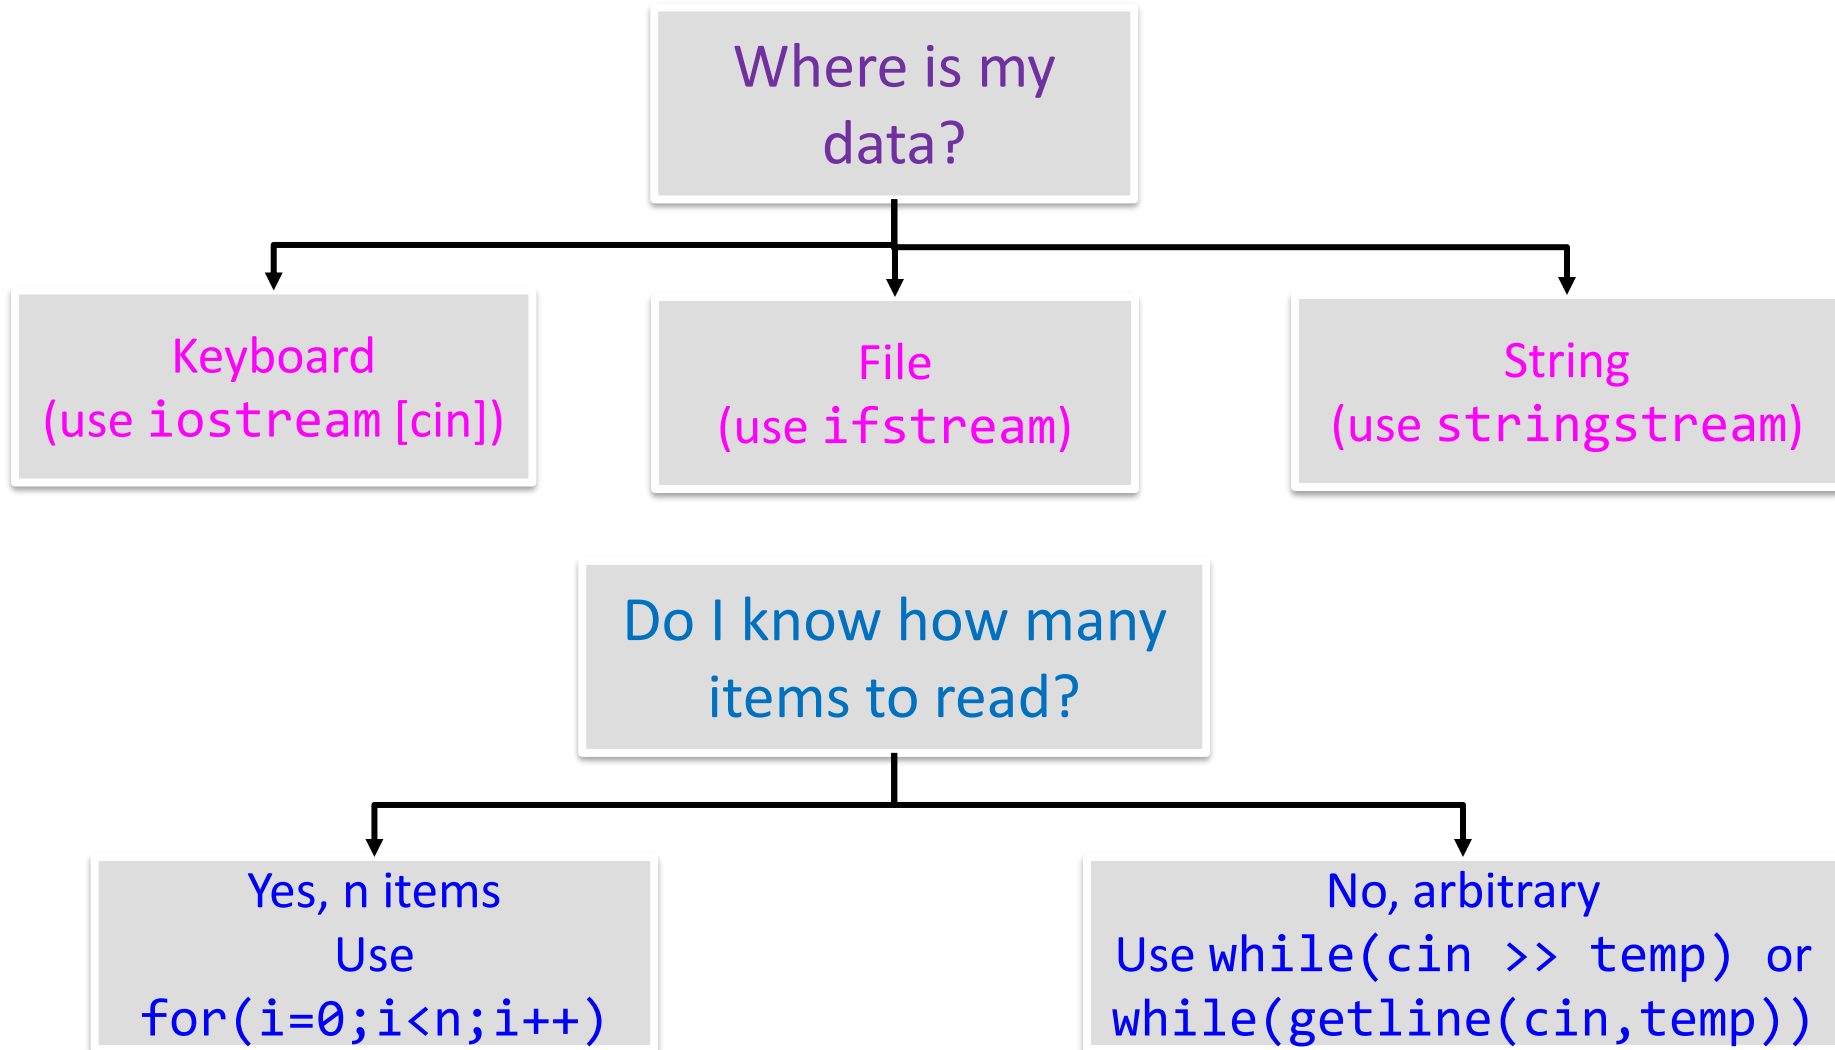 Where is my
data?
Keyboard
(use iostream [cin])
File
(use ifstream)
String
(use stringstream)
Do I know how many
items to read?
Yes, n items
Use
for(i=0;i<n;i++)
No, arbitrary
Use while(cin >> temp) or
while(getline(cin,temp))